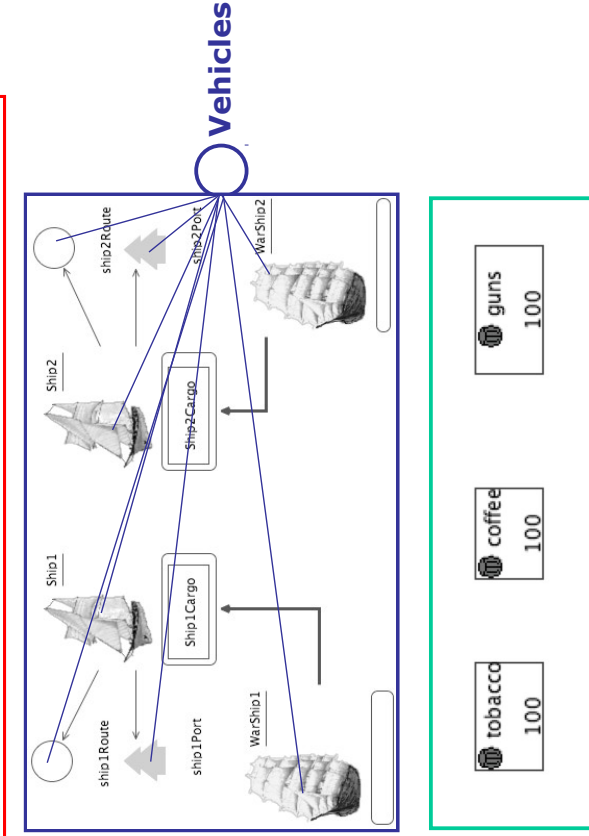 Vehicles
ship1Route
Ship1
Ship2
ship2Route
ship1Port
Ship1Cargo
Ship2Cargo
ship2Port
WarShip1
WarShip2
tobacco
100
coffee
100
guns
100